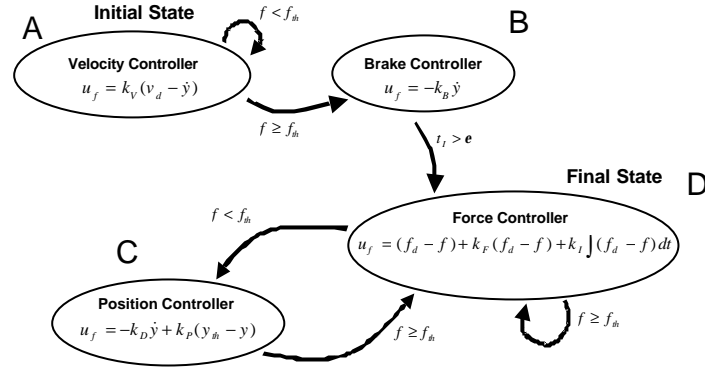 A
Initial State
f < f_th
B
Velocity Controller
u_f = k_V (v_d − ẏ)
Brake Controller
u_f = −k_B ẏ
f ≥ f_th
t_I > e
Final State
D
f < f_th
Force Controller
u_f = (f_d − f) + k_F (f_d − f) + k_I ∫ (f_d − f) dt
C
Position Controller
u_f = −k_D ẏ + k_P (y_th − y)
f ≥ f_th
f ≥ f_th